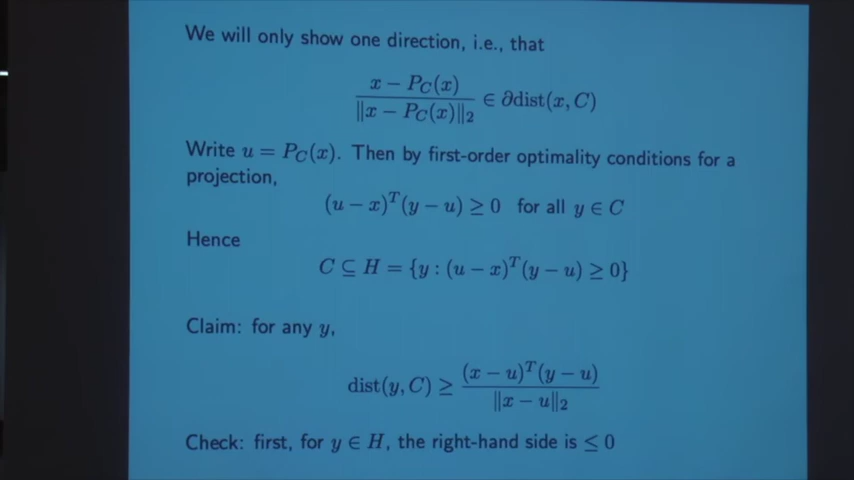 We will only show one direction, i.e., that
x − P_C(x) / ‖x − P_C(x)‖₂ ∈ ∂dist(x, C)
Write u = P_C(x). Then by first-order optimality conditions for a
projection,
(u − x)ᵀ(y − u) ≥ 0 for all y ∈ C
Hence
C ⊆ H = {y : (u − x)ᵀ(y − u) ≥ 0}
Claim: for any y,
dist(y, C) ≥ (x − u)ᵀ(y − u) / ‖x − u‖₂
Check: first, for y ∈ H, the right-hand side is ≤ 0